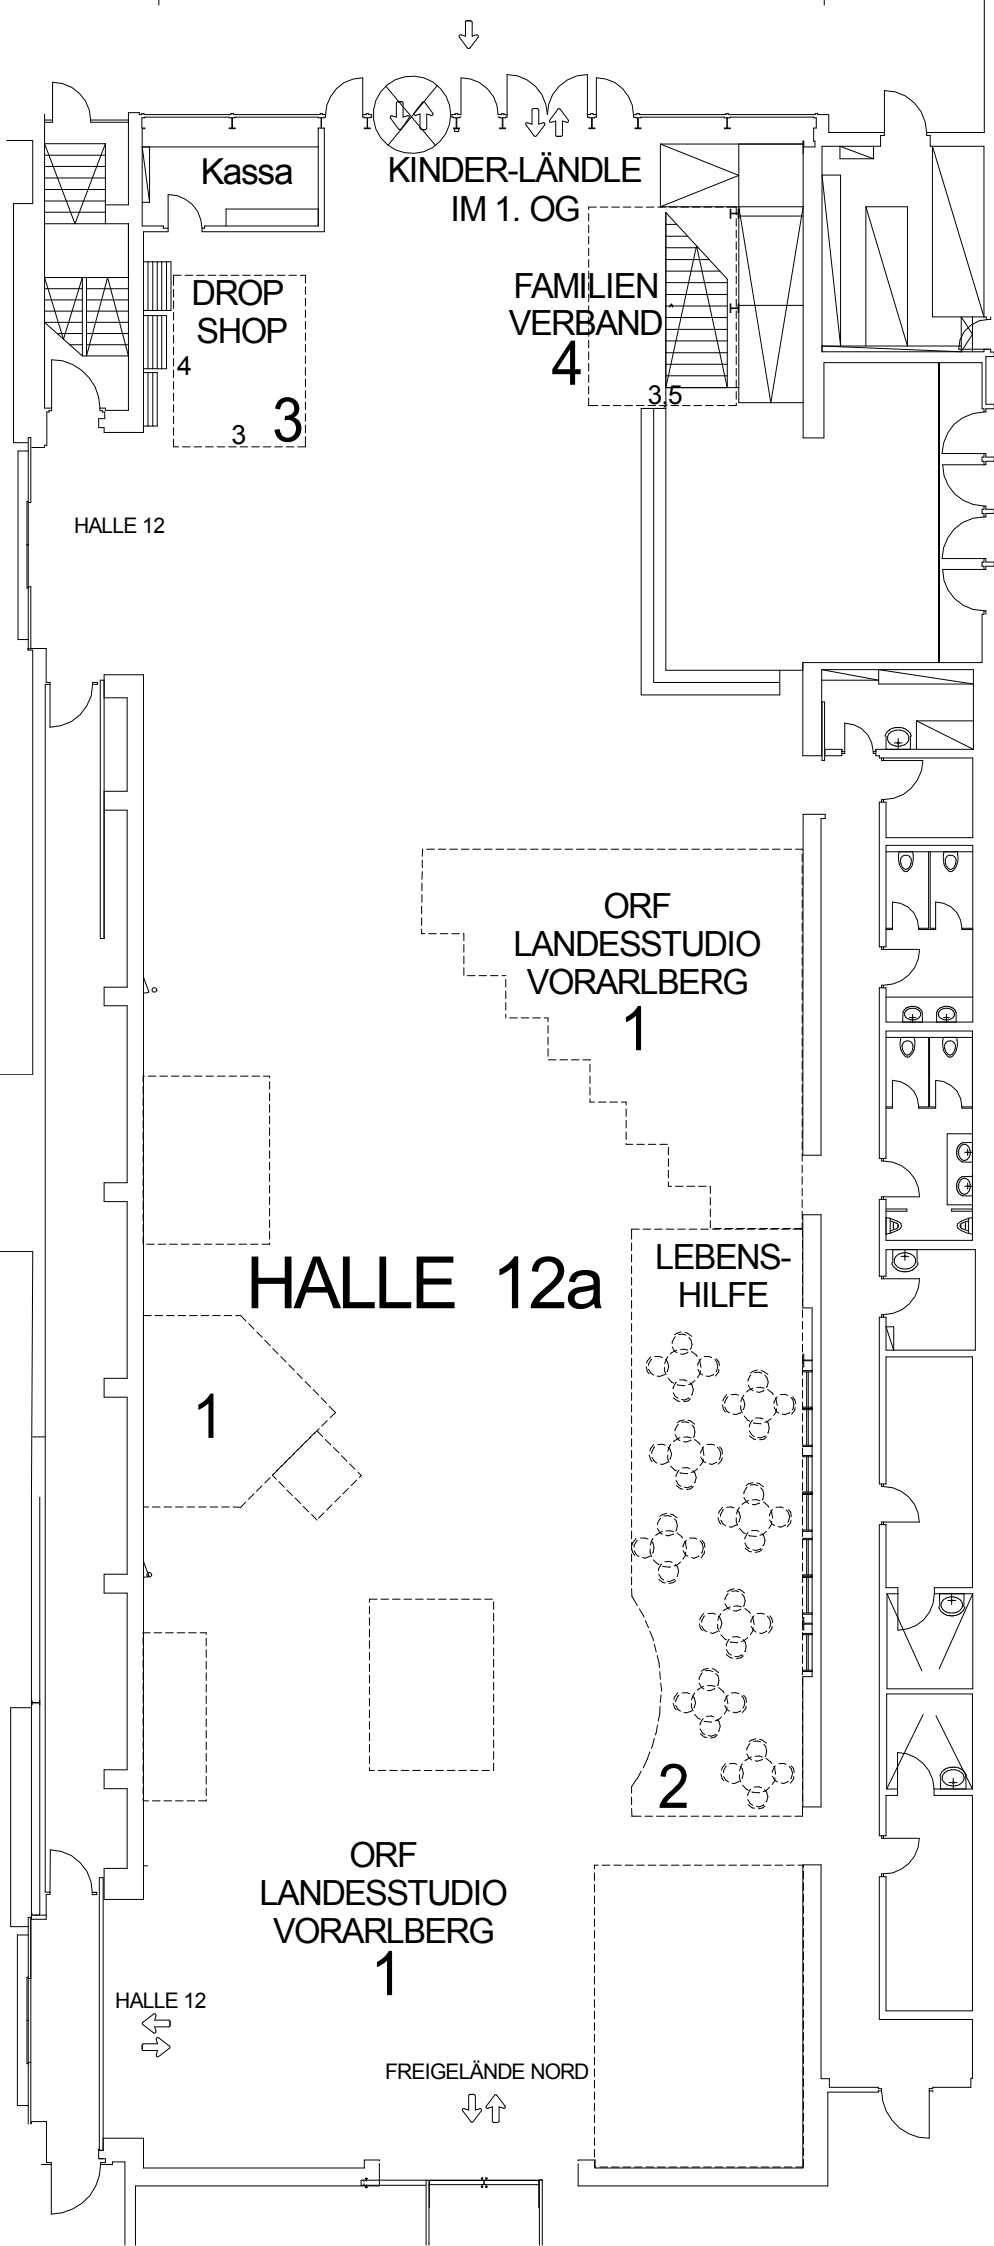 Kassa
KINDER-LÄNDLE
IM 1. OG
DROP
SHOP
4
3
3
FAMILIEN
VERBAND
4
3,5
HALLE 12
ORF
LANDESSTUDIO
VORARLBERG
1
HALLE 12a
LEBENS-
HILFE
1
2
ORF
LANDESSTUDIO
VORARLBERG
1
HALLE 12
FREIGELÄNDE NORD